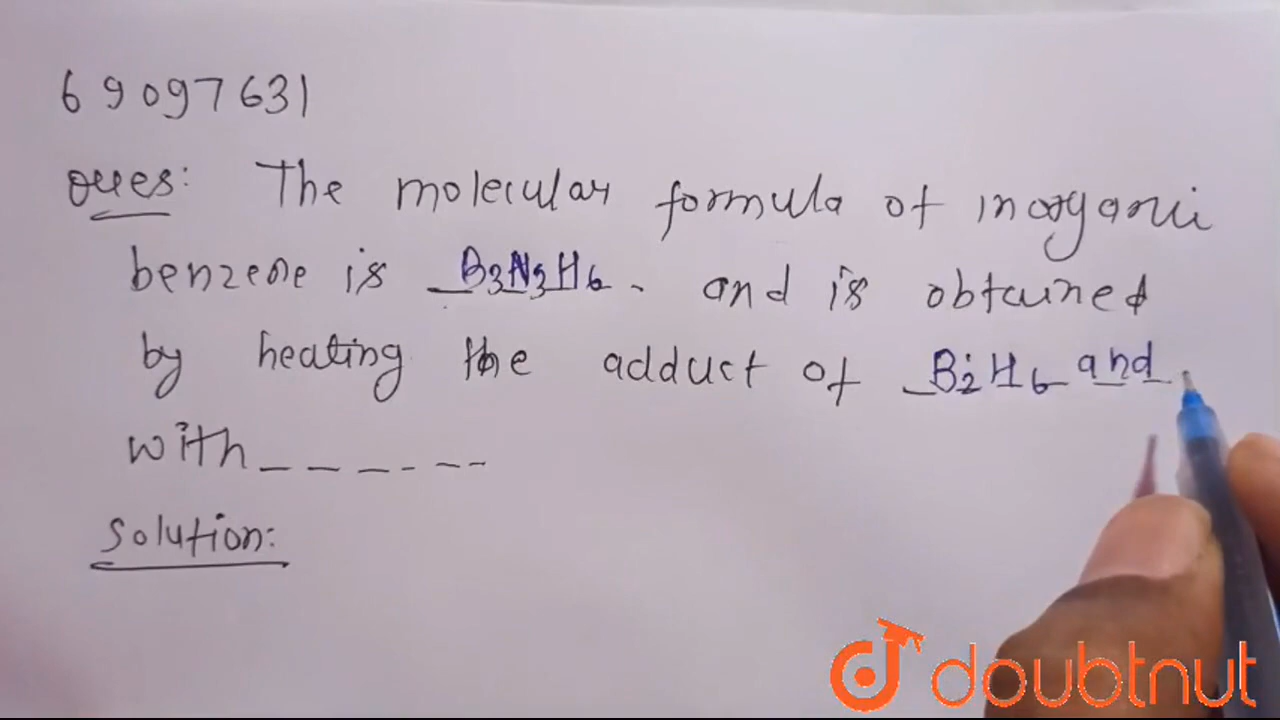 69097631
Ques: The molecular formula of inorganic
benzene is B3N3H6. and is obtained
by heating the adduct of B2H6 and
with ______
Solution:
doubtnut